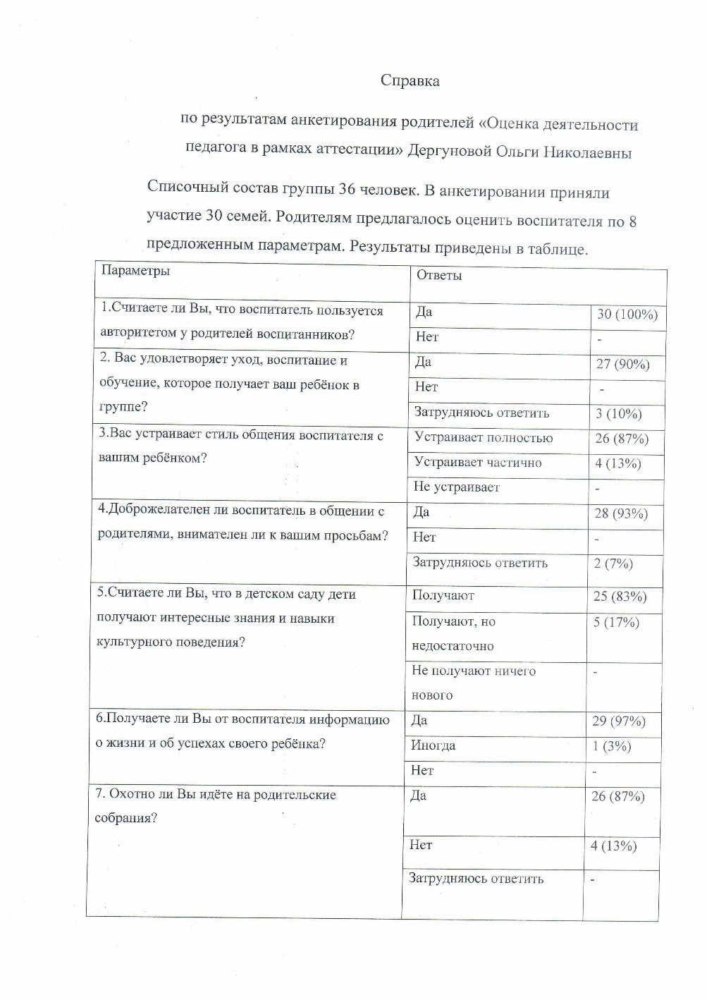 Справка
по результатам анкетирования родителей «Оценка деятельности
педагога в рамках аттестации» Дергуновой Ольги Николаевны
Списочный состав группы 36 человек. В анкетировании приняли
участие 30 семей. Родителям предлагалось оценить воспитателя по 8
предложенным параметрам. Результаты приведены в таблице.
Параметры
Ответы
1.Считаете ли Вы, что воспитатель пользуется
авторитетом у родителей воспитанников?
Да
30 (100%)
Нет
-
2. Вас удовлетворяет уход, воспитание и
обучение, которое получает ваш ребёнок в
группе?
Да
27 (90%)
Нет
-
Затрудняюсь ответить
3 (10%)
3.Вас устраивает стиль общения воспитателя с
вашим ребёнком?
Устраивает полностью
26 (87%)
Устраивает частично
4 (13%)
Не устраивает
-
4.Доброжелателен ли воспитатель в общении с
родителями, внимателен ли к вашим просьбам?
Да
28 (93%)
Нет
-
Затрудняюсь ответить
2 (7%)
5.Считаете ли Вы, что в детском саду дети
получают интересные знания и навыки
культурного поведения?
Получают
25 (83%)
Получают, но
недостаточно
5 (17%)
Не получают ничего
нового
-
6.Получаете ли Вы от воспитателя информацию
о жизни и об успехах своего ребёнка?
Да
29 (97%)
Иногда
1 (3%)
Нет
-
7. Охотно ли Вы идёте на родительские
собрания?
Да
26 (87%)
Нет
4 (13%)
Затрудняюсь ответить
-